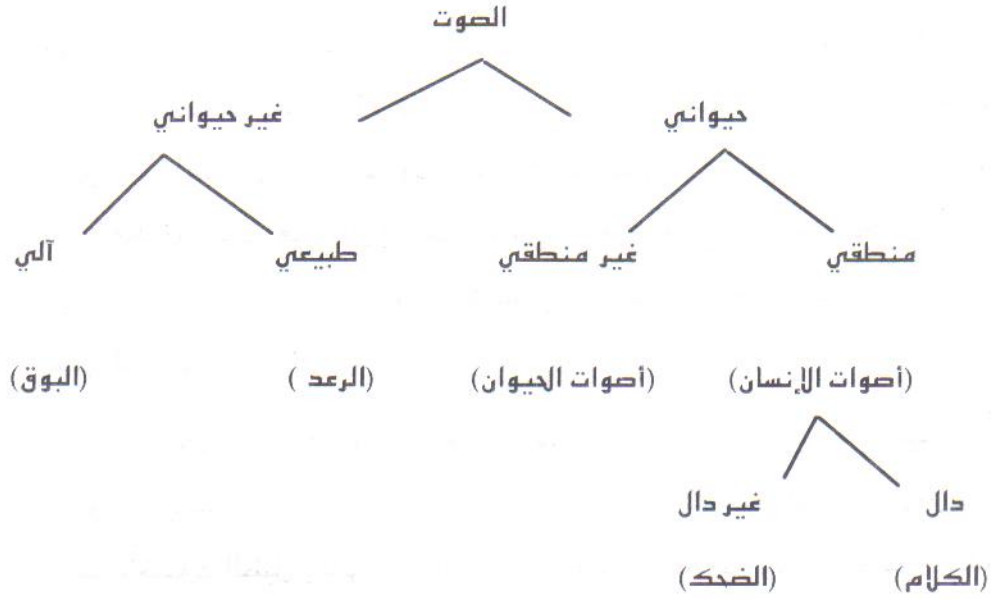 الصوت
حيواني غير حيواني
منطقي غير منطقي طبيعي آلي
(أصوات الإنسان) (أصوات الحيوان) (الرعد ) (البوق)
دال غير دال
(الكلام) (الضحك)